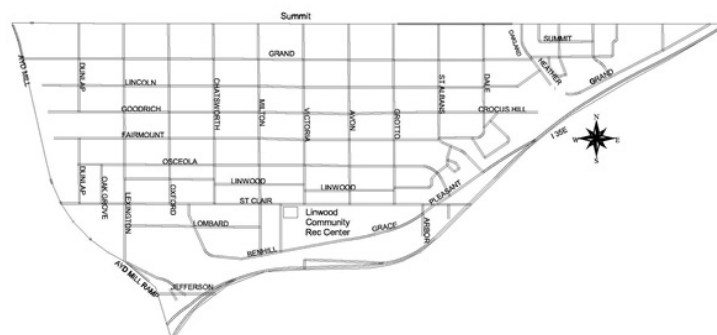 Summit
OAKLAND
SUMMIT
GRAND
AYD MILL
DUNLAP
LINCOLN
CHATSWORTH
ST ALBANS
DALE
HEATHER
GRAND
GOODRICH
MILTON
VICTORIA
AVON
GROTTO
CROCUS HILL
FAIRMOUNT
I 35E
N
W
E
S
OSCEOLA
DUNLAP
OAK GROVE
LEXINGTON
OXFORD
LINWOOD
LINWOOD
PLEASANT
ST CLAIR
Linwood
Community
Rec Center
LOMBARD
GRACE
ARBOR
BENHILL
AYD MILL RAMP
JEFFERSON